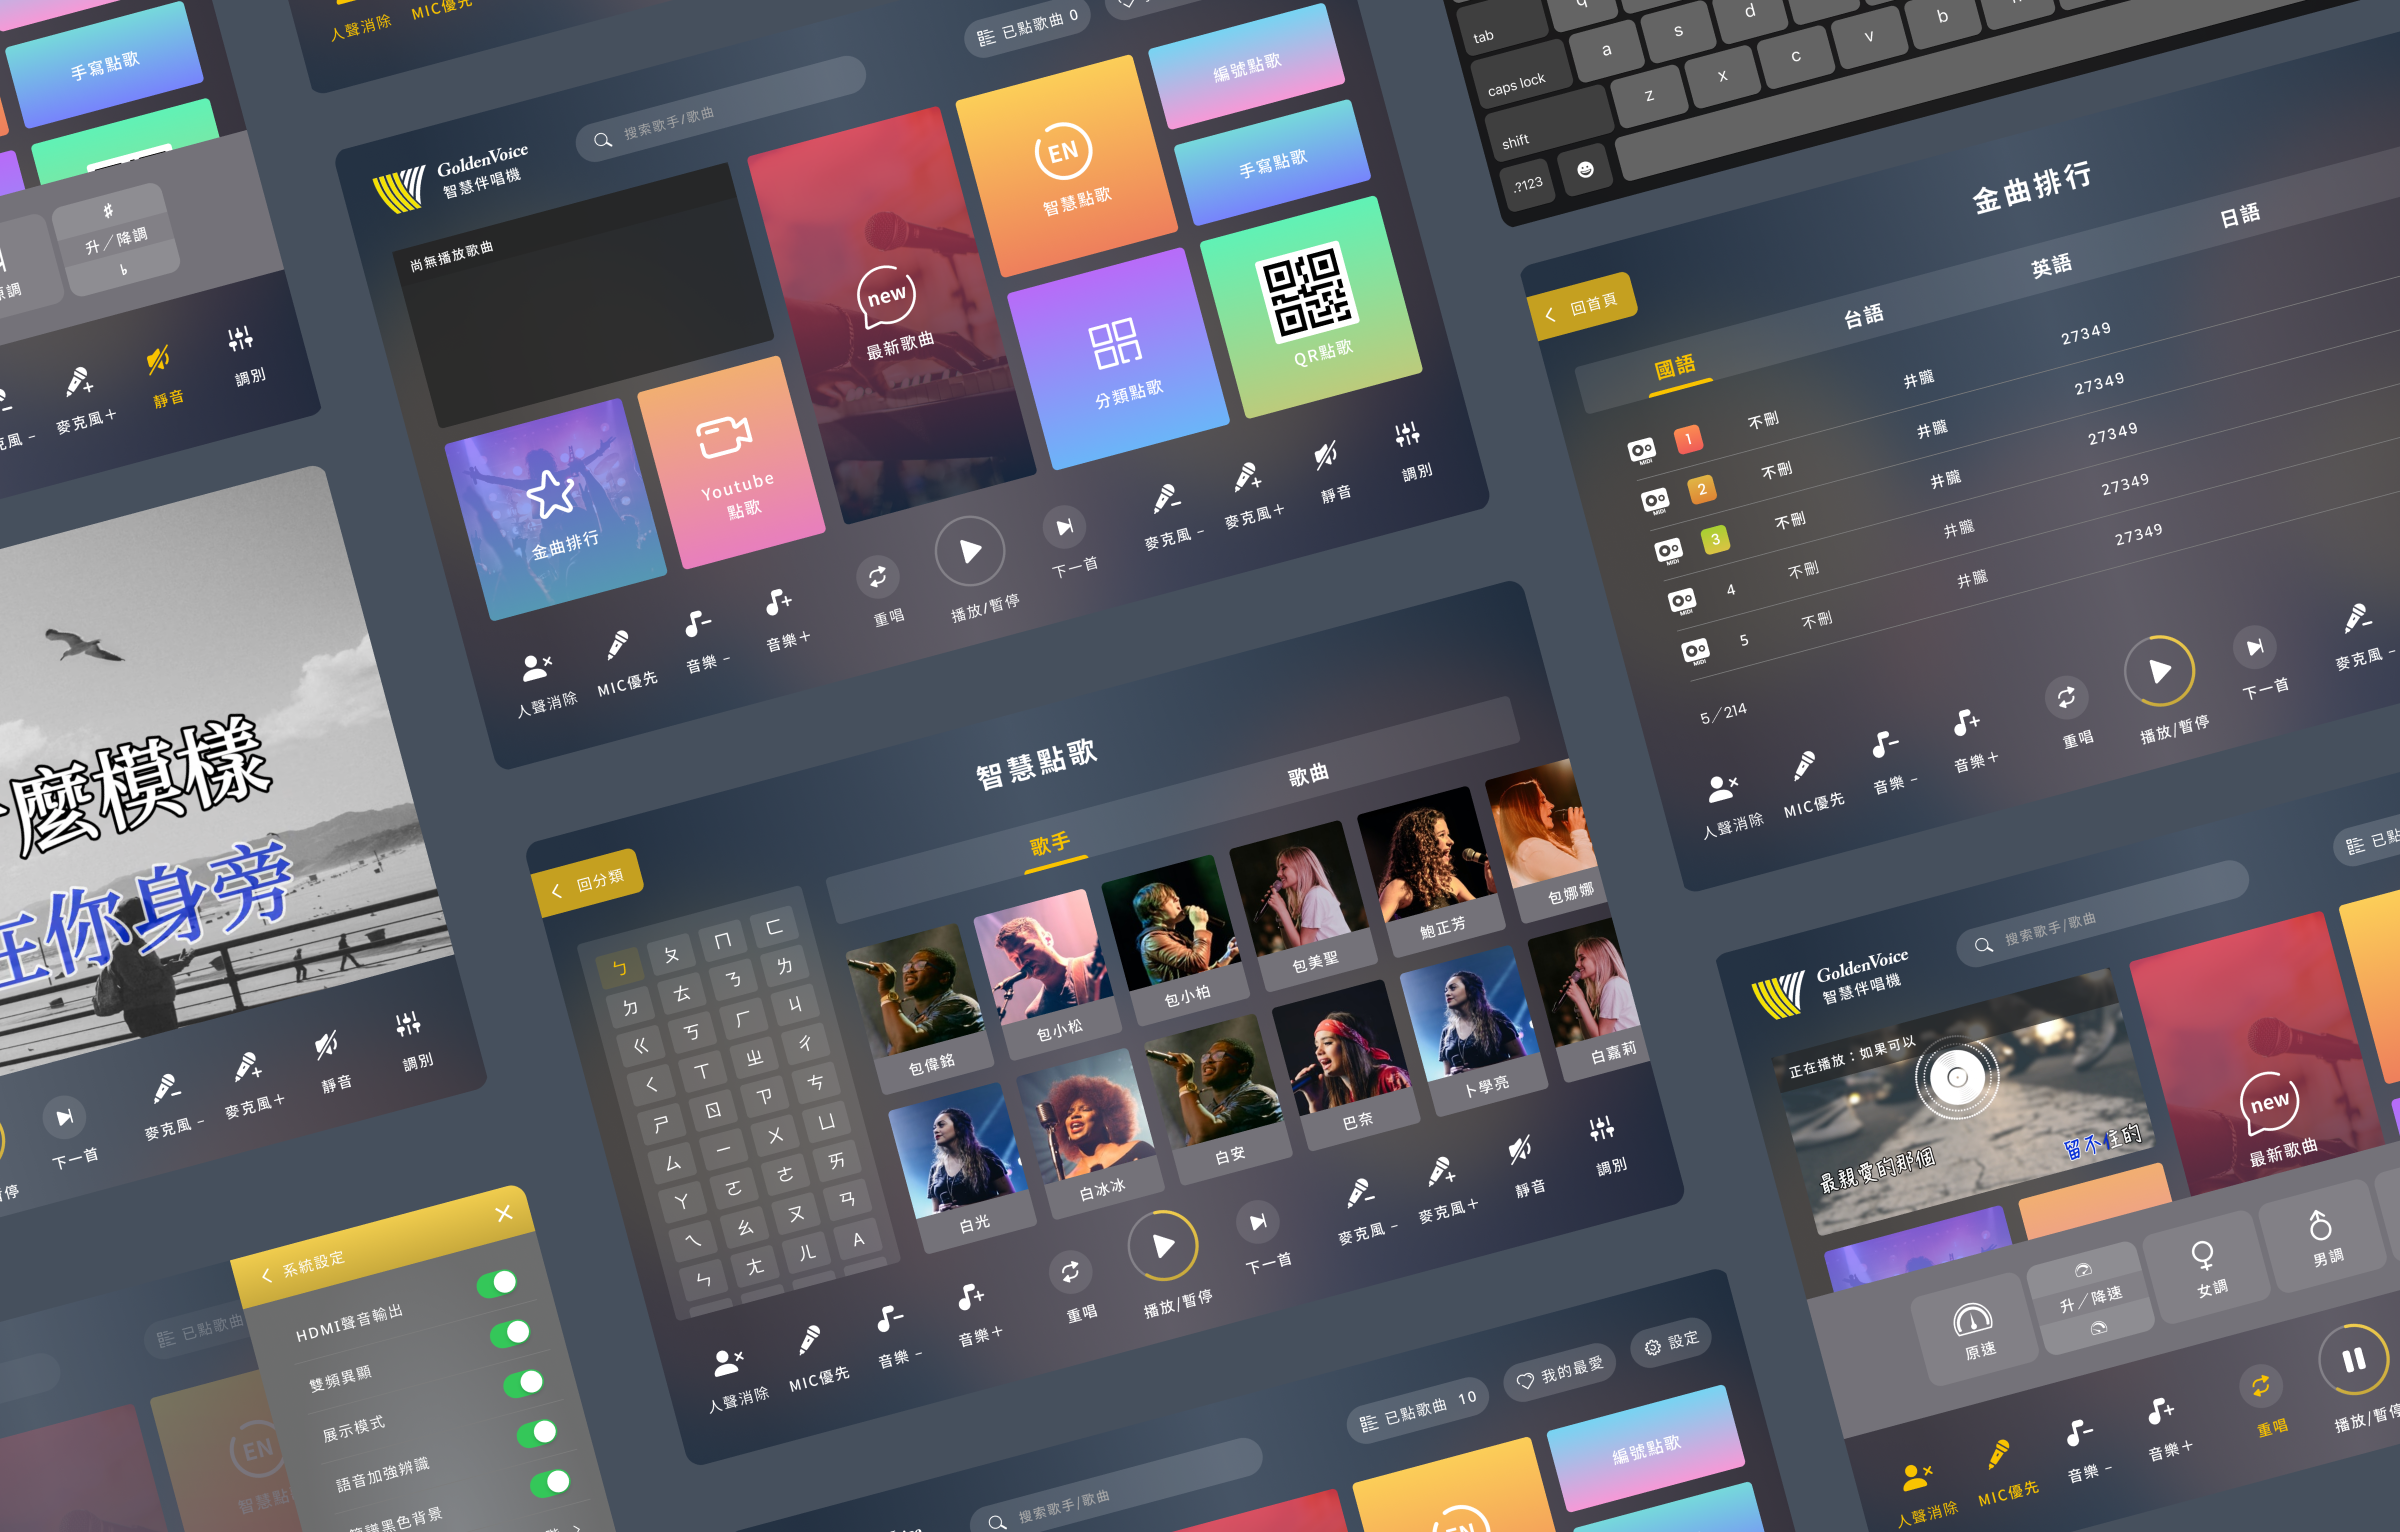 手寫點歌
♯
升／降調
♭
原調
克風 –
麥克風＋
靜音
調別
人聲消除
MIC優先
GoldenVoice
智慧伴唱機
搜索歌手/歌曲
已點歌曲 0
尚無播放歌曲
new
最新歌曲
EN
智慧點歌
編號點歌
手寫點歌
分類點歌
QR點歌
金曲排行
Youtube
點歌
人聲消除
MIC優先
音樂 –
音樂＋
重唱
播放/暫停
下一首
麥克風 –
麥克風＋
靜音
調別
tab
q
caps lock
a
s
d
shift
z
x
c
v
b
.?123
金曲排行
回首頁
國語
台語
英語
日語
MIDI
1
不刪
井朧
27349
MIDI
2
不刪
井朧
27349
MIDI
3
不刪
井朧
27349
MIDI
4
不刪
井朧
27349
MIDI
5
不刪
井朧
27349
5／214
人聲消除
MIC優先
音樂 –
音樂＋
重唱
播放/暫停
下一首
麥克風 –
麼模樣
在你身旁
停
下一首
麥克風 –
麥克風＋
靜音
調別
智慧點歌
回分類
歌手
歌曲
ㄅ ㄆ ㄇ ㄈ
ㄉ ㄊ ㄋ ㄌ
ㄍ ㄎ ㄏ ㄐ
ㄑ ㄒ ㄓ ㄔ
ㄕ ㄖ ㄗ ㄘ
ㄙ ㄧ ㄨ ㄩ
ㄚ ㄛ ㄜ ㄞ
ㄟ ㄠ ㄡ ㄢ
ㄣ ㄤ ㄦ A
包偉銘
包小松
包小柏
包美聖
鮑正芳
包娜娜
白光
白冰冰
白安
巴奈
卜學亮
白嘉莉
人聲消除
MIC優先
音樂 –
音樂＋
重唱
播放/暫停
下一首
麥克風 –
麥克風＋
靜音
調別
已點歌曲
系統設定
HDMI聲音輸出
雙頻異顯
展示模式
語音加強辨識
黑色背景
EN
智慧點
已點歌曲 10
我的最愛
設定
搜索歌手/歌曲
編號點歌
EN
已點
GoldenVoice
智慧伴唱機
搜索歌手/歌曲
正在播放：如果可以
最親愛的那個
留不住的
new
最新歌曲
原速
升／降速
女調
男調
人聲消除
MIC優先
音樂 –
音樂＋
重唱
播放/暫停